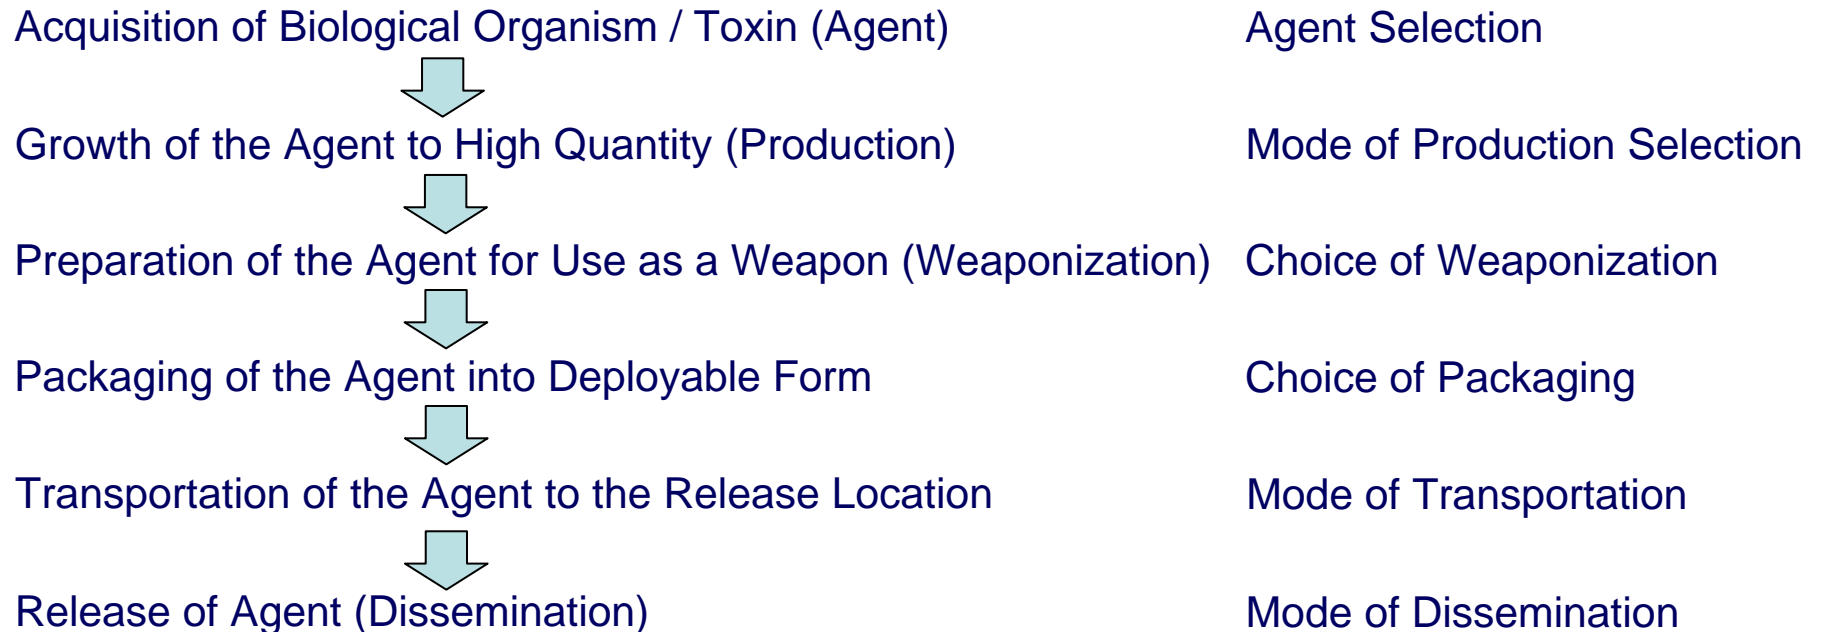 Acquisition of Biological Organism / Toxin (Agent) Agent Selection
Growth of the Agent to High Quantity (Production) Mode of Production Selection
Preparation of the Agent for Use as a Weapon (Weaponization) Choice of Weaponization
Packaging of the Agent into Deployable Form Choice of Packaging
Transportation of the Agent to the Release Location Mode of Transportation
Release of Agent (Dissemination) Mode of Dissemination